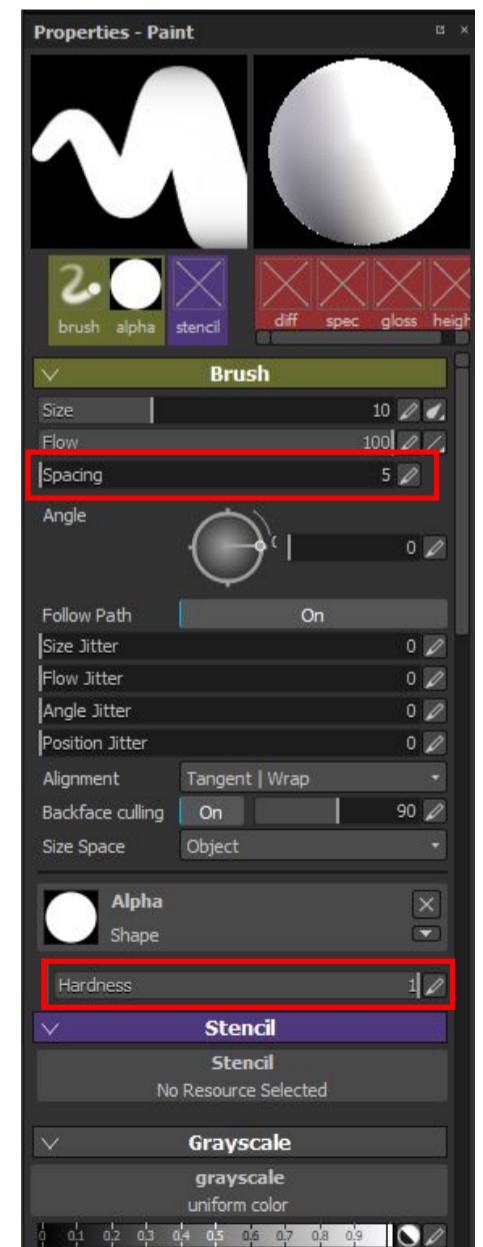 Properties - Paint
brush alpha stencil
diff spec gloss heigh
Brush
Size 10
Flow 100
Spacing 5
Angle
0
Follow Path On
Size Jitter 0
Flow Jitter 0
Angle Jitter 0
Position Jitter 0
Alignment Tangent | Wrap
Backface culling On 90
Size Space Object
Alpha
Shape
Hardness 1
Stencil
Stencil
No Resource Selected
Grayscale
grayscale
uniform color
0 0.1 0.2 0.3 0.4 0.5 0.6 0.7 0.8 0.9